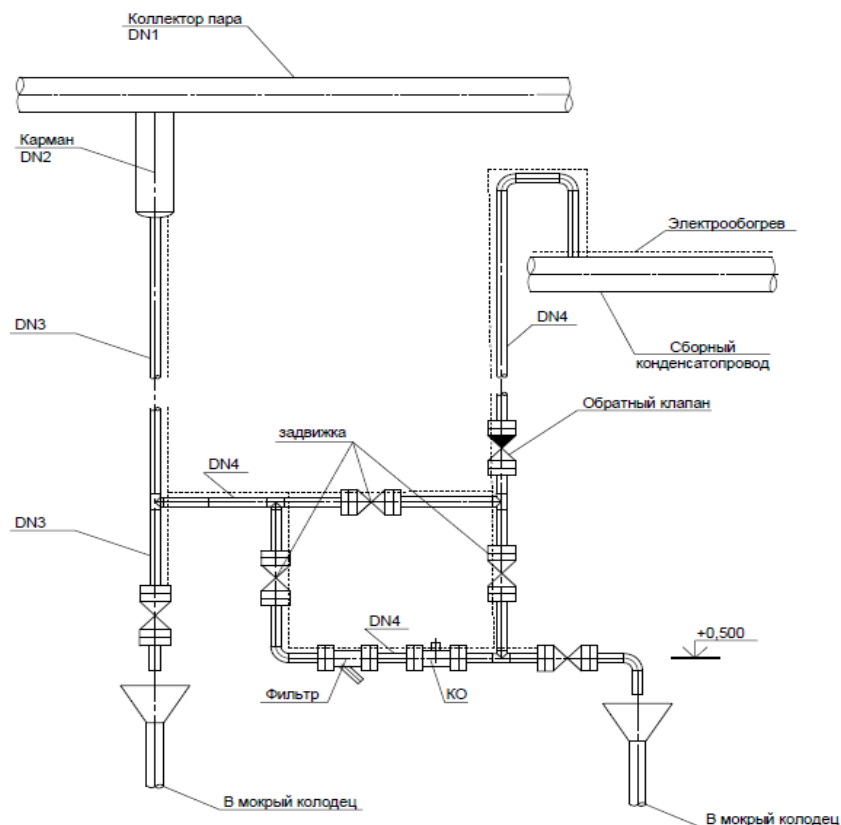 Коллектор пара
DN1
Карман
DN2
Электрообогрев
DN3
DN4
Сборный
конденсатопровод
Обратный клапан
задвижка
DN4
DN3
DN4
+0,500
Фильтр
КО
В мокрый колодец
В мокрый колодец